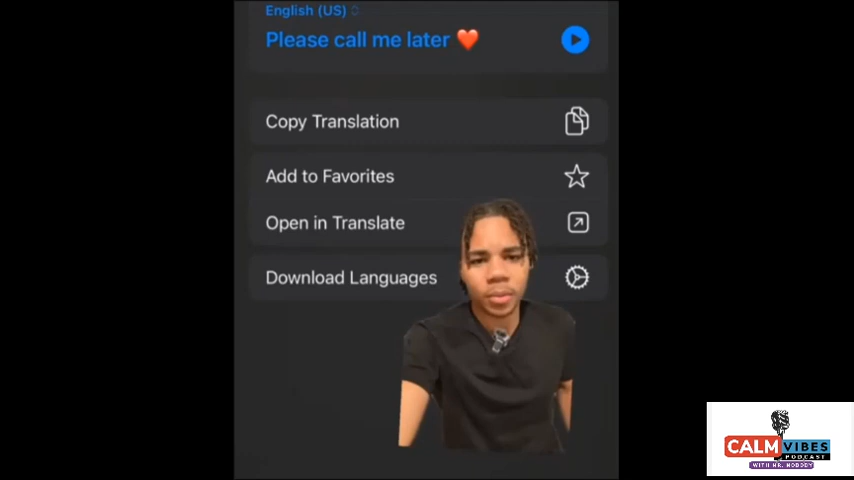 English (US)
Please call me later ❤️
Copy Translation
Add to Favorites
Open in Translate
Download Languages
CALM VIBES
PODCAST
WITH MR. NOBODY